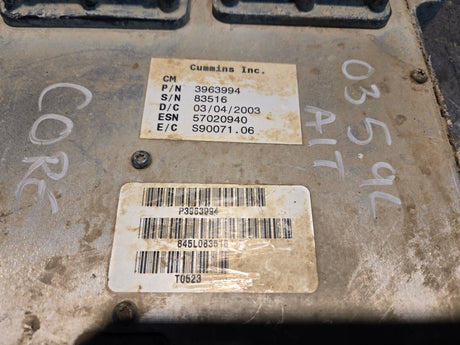 Cummins Inc.
CM
P/N 3963994
S/N 83516
D/C 03/04/2003
ESN 57020940
E/C S90071.06
P3963994
845L083516
T0523
CORE
03 5.9L
A1T